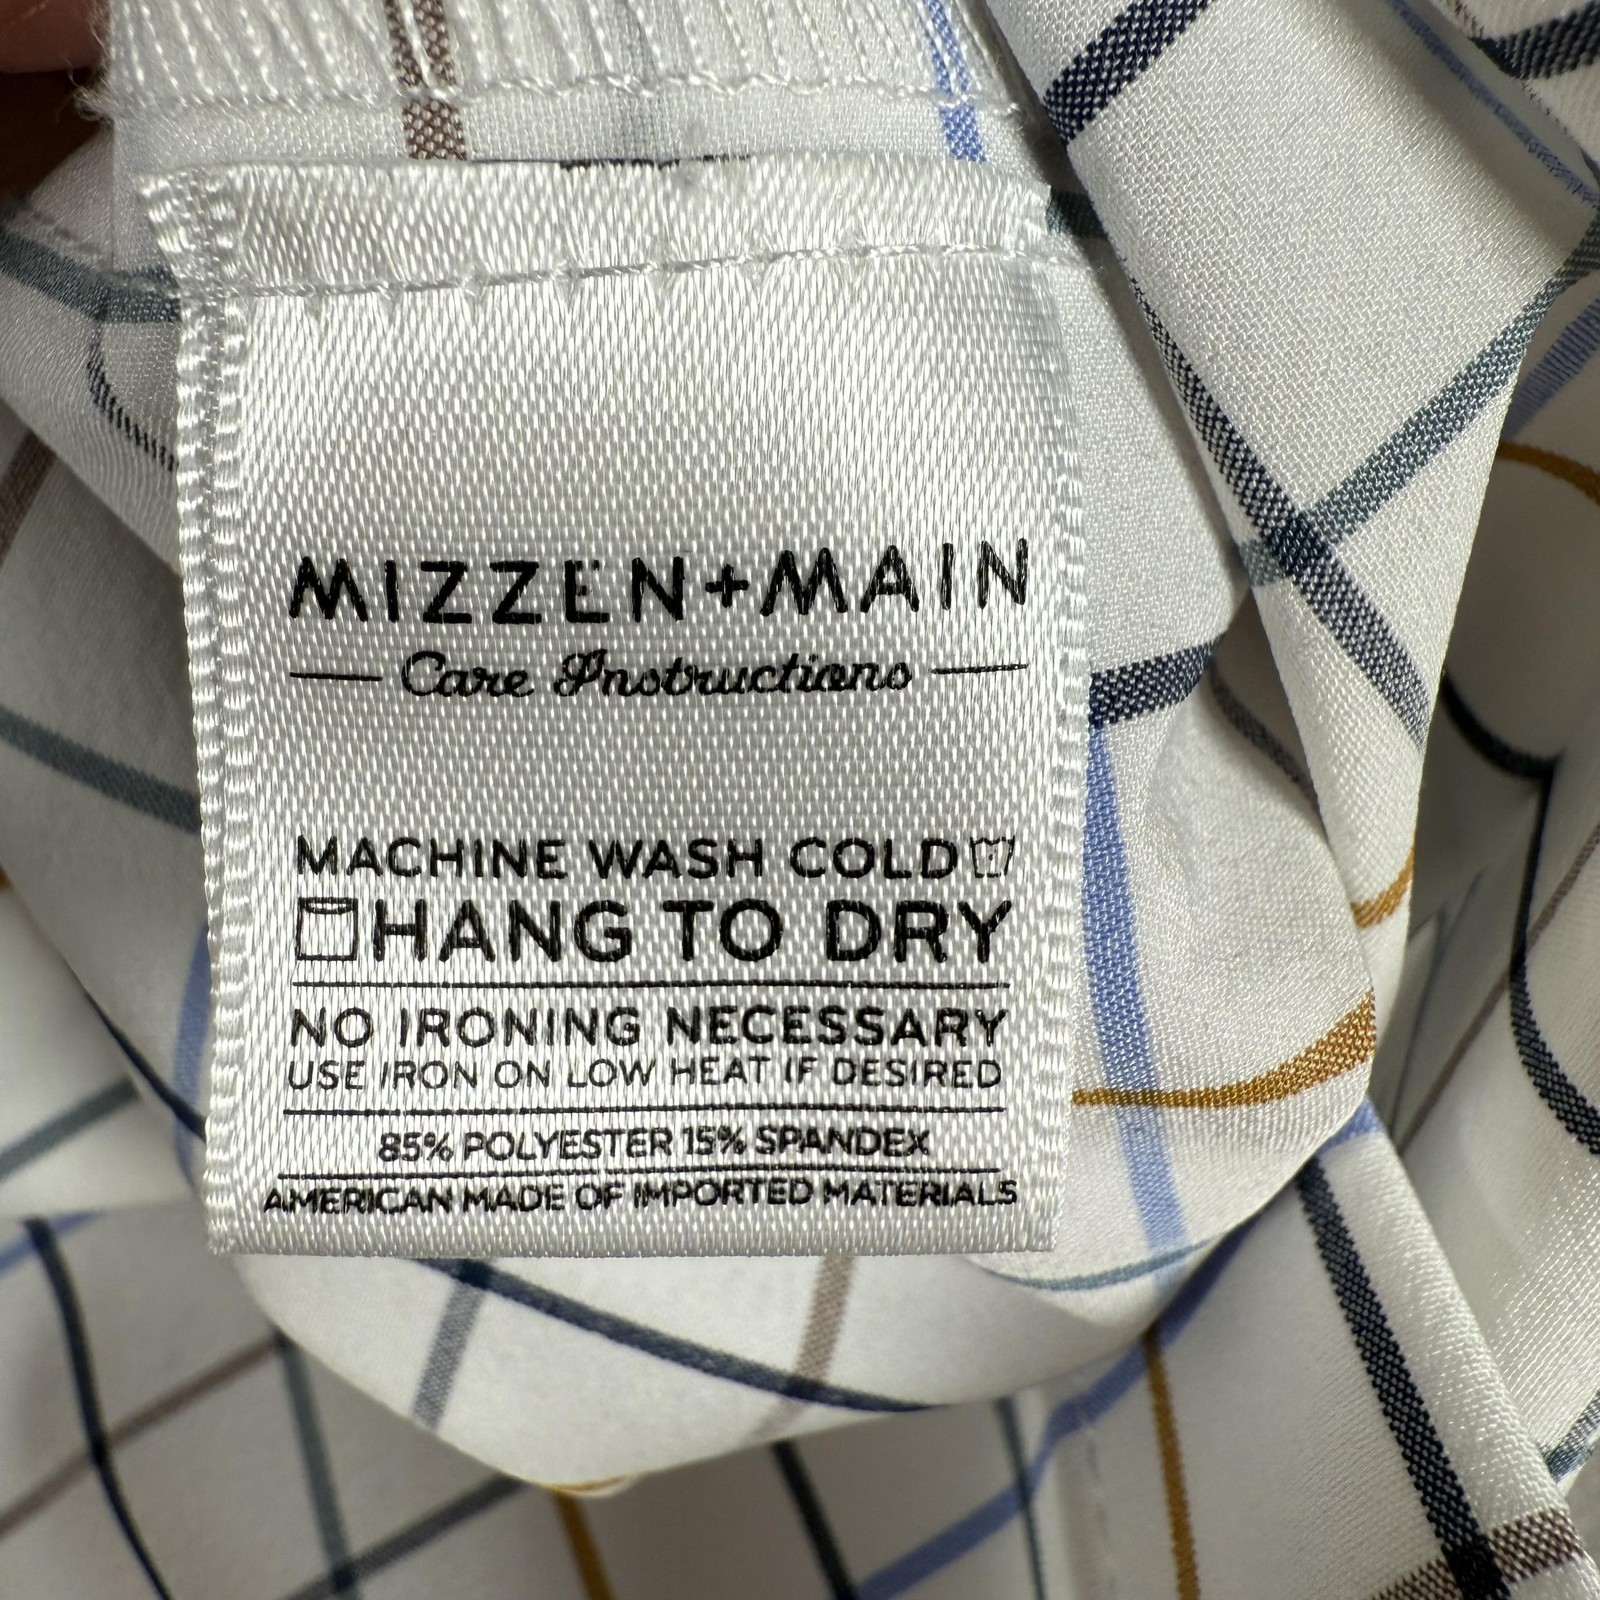 MIZZEN+MAIN
Care Instructions
MACHINE WASH COLD
HANG TO DRY
NO IRONING NECESSARY
USE IRON ON LOW HEAT IF DESIRED
85% POLYESTER 15% SPANDEX
AMERICAN MADE OF IMPORTED MATERIALS